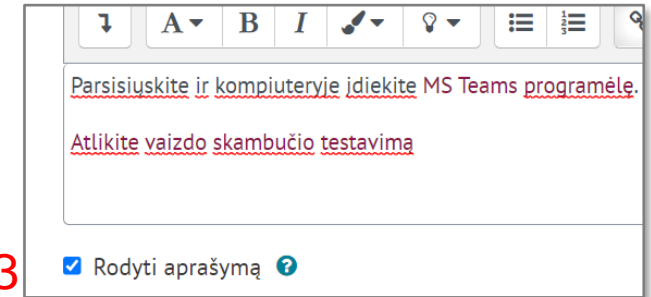 A B I
Parsisiųskite ir kompiuteryje įdiekite MS Teams programėlę.
Atlikite vaizdo skambučio testavimą
3 Rodyti aprašymą ?